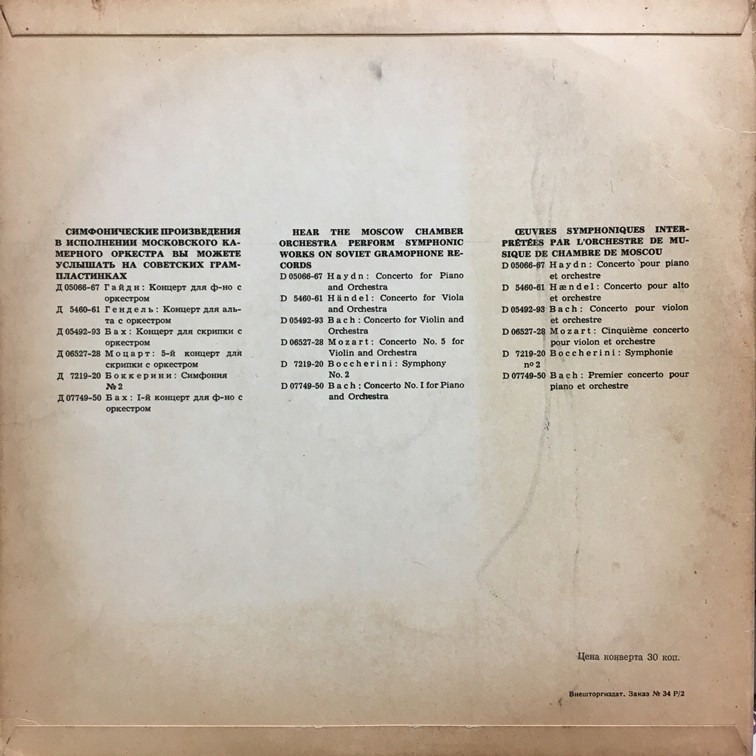 СИМФОНИЧЕСКИЕ ПРОИЗВЕДЕНИЯ
В ИСПОЛНЕНИИ МОСКОВСКОГО КА-
МЕРНОГО ОРКЕСТРА ВЫ МОЖЕТЕ
УСЛЫШАТЬ НА СОВЕТСКИХ ГРАМ-
ПЛАСТИНКАХ
Д 05066-67 Гайдн: Концерт для ф-но с
оркестром
Д 5460-61 Гендель: Концерт для аль-
та с оркестром
Д 05492-93 Бах: Концерт для скрипки с
оркестром
Д 06527-28 Моцарт: 5-й концерт для
скрипки с оркестром
Д 7219-20 Боккерини: Симфония
№ 2
Д 07749-50 Бах: I-й концерт для ф-но с
оркестром
HEAR THE MOSCOW CHAMBER
ORCHESTRA PERFORM SYMPHONIC
WORKS ON SOVIET GRAMOPHONE RE-
CORDS
D 05066-67 Haydn: Concerto for Piano
and Orchestra
D 5460-61 Händel: Concerto for Viola
and Orchestra
D 05492-93 Bach: Concerto for Violin and
Orchestra
D 06527-28 Mozart: Concerto No. 5 for
Violin and Orchestra
D 7219-20 Boccherini: Symphony
No. 2
D 07749-50 Bach: Concerto No. I for Piano
and Orchestra
ŒUVRES SYMPHONIQUES INTER-
PRÉTÉES PAR L'ORCHESTRE DE MU-
SIQUE DE CHAMBRE DE MOSCOU
D 05066-67 Haydn: Concerto pour piano
et orchestre
D 5460-61 Hændel: Concerto pour alto
et orchestre
D 05492-93 Bach: Concerto pour violon
et orchestre
D 06527-28 Mozart: Cinquième concerto
pour violon et orchestre
D 7219-20 Boccherini: Symphonie
nº 2
D 07749-50 Bach: Premier concerto pour
piano et orchestre
Цена конверта 30 коп.
Внешторгиздат. Заказ № 34 Р/2